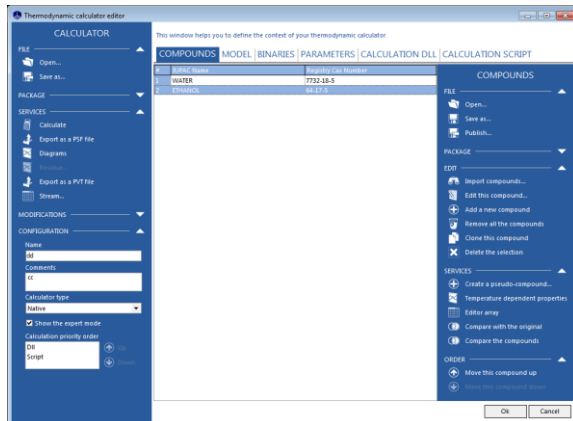 Thermodynamic calculator editor
CALCULATOR
FILE
Open...
Save as...
PACKAGE
SERVICES
Calculate
Export as a PSF file
Diagrams
Export as a PVT file
Stream...
MODIFICATIONS
CONFIGURATION
Name
dd
Comments
cc
Calculator type
Native
Show the expert mode
Calculation priority order
Dll
Script
Up
Down
This window helps you to define the content of your thermodynamic calculator
COMPOUNDS MODEL BINARIES PARAMETERS CALCULATION DLL CALCULATION SCRIPT
# IUPAC Name Registry Cas Number
1 WATER 7732-18-5
2 ETHANOL 64-17-5
COMPOUNDS
FILE
Open...
Save as...
Publish...
PACKAGE
EDIT
Import compounds...
Edit this compound...
Add a new compound
Remove all the compounds
Clone this compound
Delete the selection
SERVICES
Create a pseudo-compound...
Temperature dependent properties
Editor array
Compare with the original
Compare the compounds
ORDER
Move this compound up
Move this compound down
Ok Cancel